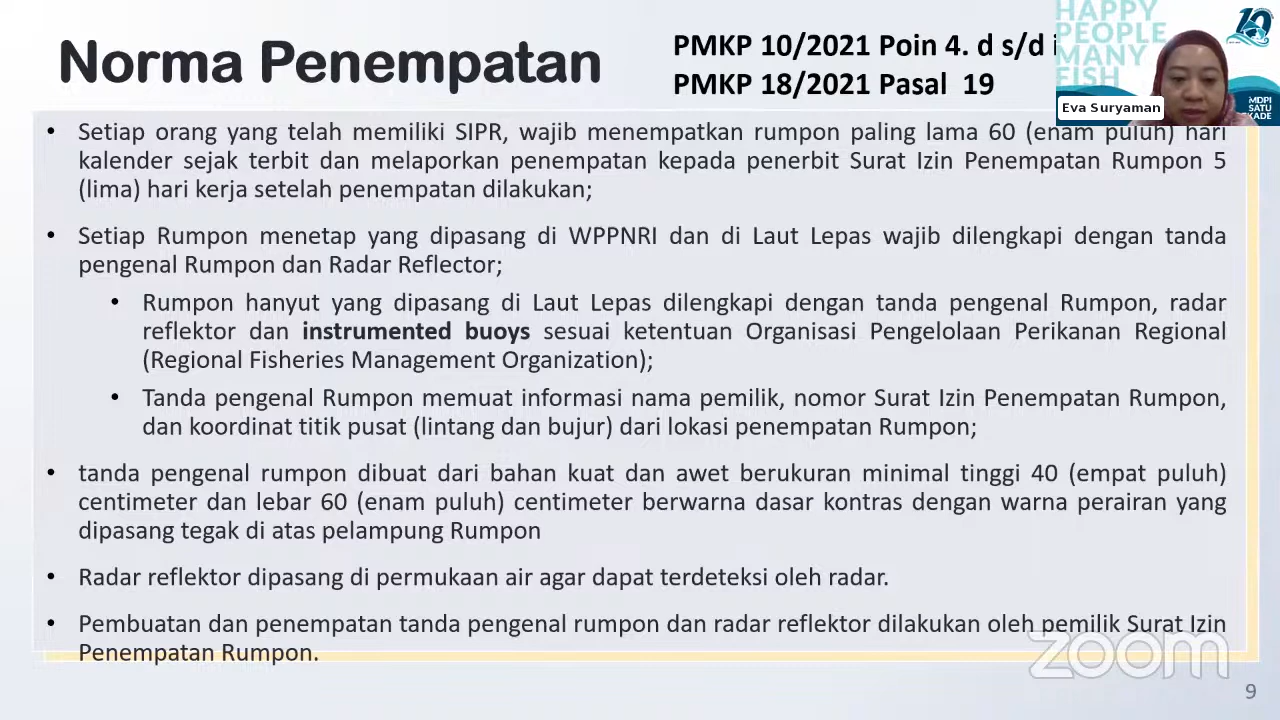 Norma Penempatan
PMKP 10/2021 Poin 4. d s/d i
PMKP 18/2021 Pasal 19
HAPPY
PEOPLE
MANY
FISH
Eva Suryaman
MDPI
SATU
KADE
• Setiap orang yang telah memiliki SIPR, wajib menempatkan rumpon paling lama 60 (enam puluh) hari
kalender sejak terbit dan melaporkan penempatan kepada penerbit Surat Izin Penempatan Rumpon 5
(lima) hari kerja setelah penempatan dilakukan;
• Setiap Rumpon menetap yang dipasang di WPPNRI dan di Laut Lepas wajib dilengkapi dengan tanda
pengenal Rumpon dan Radar Reflector;
• Rumpon hanyut yang dipasang di Laut Lepas dilengkapi dengan tanda pengenal Rumpon, radar
reflektor dan instrumented buoys sesuai ketentuan Organisasi Pengelolaan Perikanan Regional
(Regional Fisheries Management Organization);
• Tanda pengenal Rumpon memuat informasi nama pemilik, nomor Surat Izin Penempatan Rumpon,
dan koordinat titik pusat (lintang dan bujur) dari lokasi penempatan Rumpon;
• tanda pengenal rumpon dibuat dari bahan kuat dan awet berukuran minimal tinggi 40 (empat puluh)
centimeter dan lebar 60 (enam puluh) centimeter berwarna dasar kontras dengan warna perairan yang
dipasang tegak di atas pelampung Rumpon
• Radar reflektor dipasang di permukaan air agar dapat terdeteksi oleh radar.
• Pembuatan dan penempatan tanda pengenal rumpon dan radar reflektor dilakukan oleh pemilik Surat Izin
Penempatan Rumpon.
zoom
9